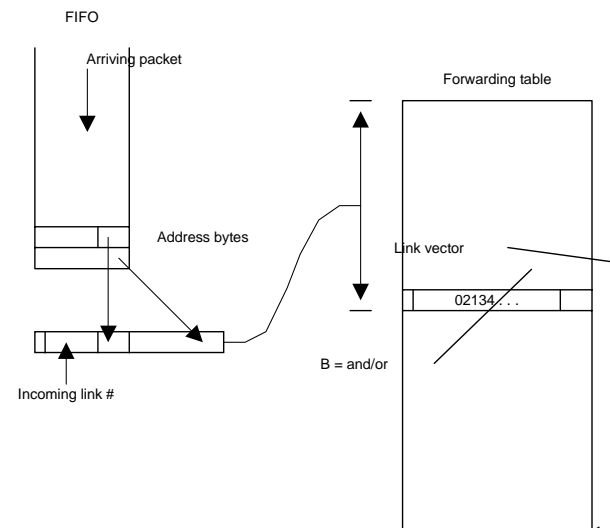 FIFO
Arriving packet
Forwarding table
Address bytes
Link vector
02134 . . .
B = and/or
Incoming link #